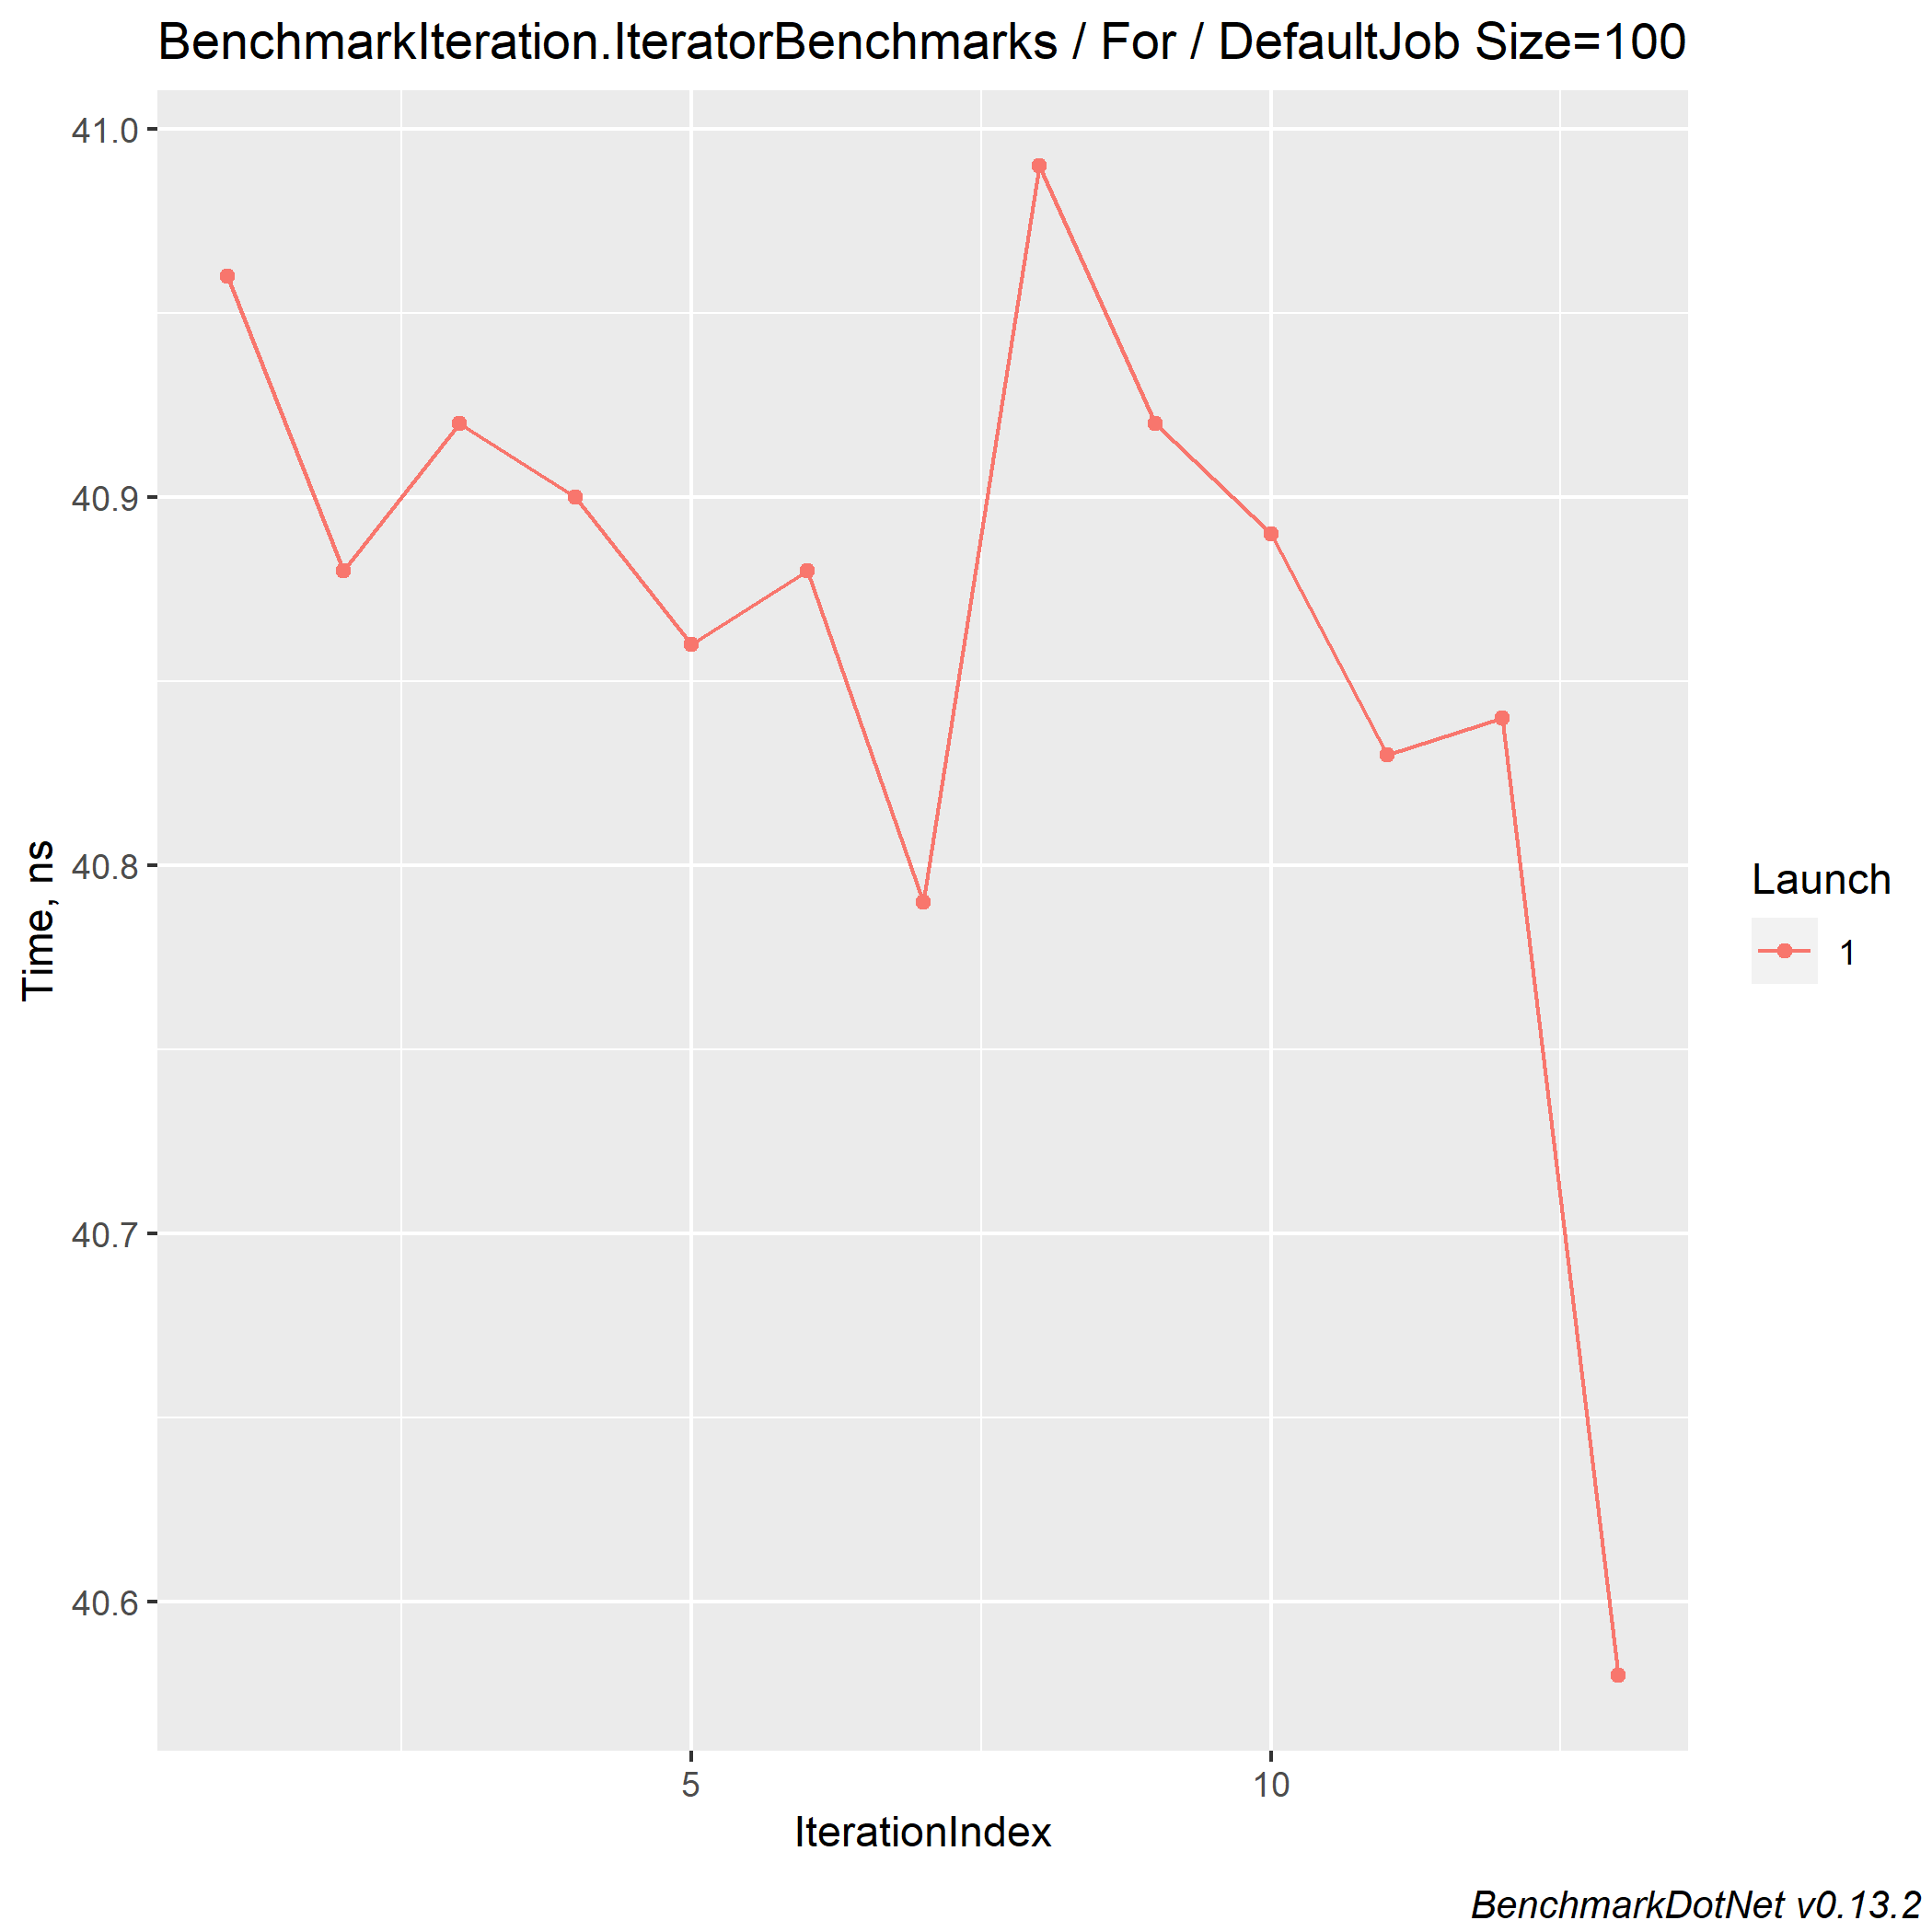 BenchmarkIteration.IteratorBenchmarks / For / DefaultJob Size=100
41.0
40.9
40.8
40.7
40.6
Time, ns
5
10
IterationIndex
Launch
1
BenchmarkDotNet v0.13.2